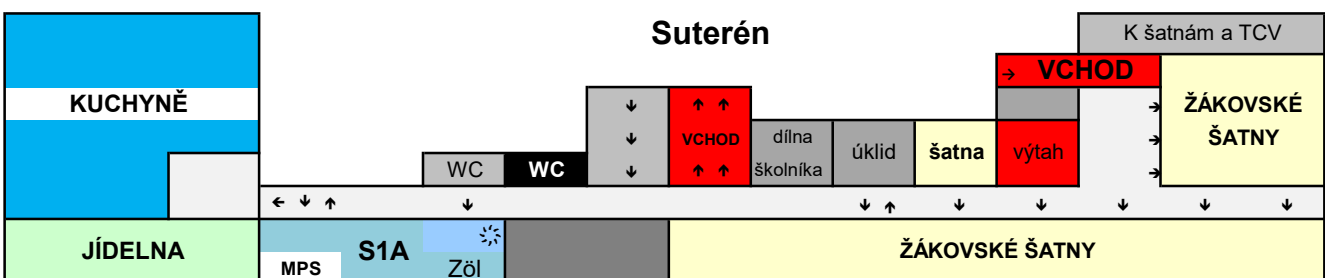 Suterén
K šatnám a TCV
→ VCHOD
KUCHYNĚ
ŽÁKOVSKÉ
ŠATNY
VCHOD
dílna
školníka
úklid
šatna
výtah
WC
WC
JÍDELNA
S1A
MPS
Zöl
ŽÁKOVSKÉ ŠATNY